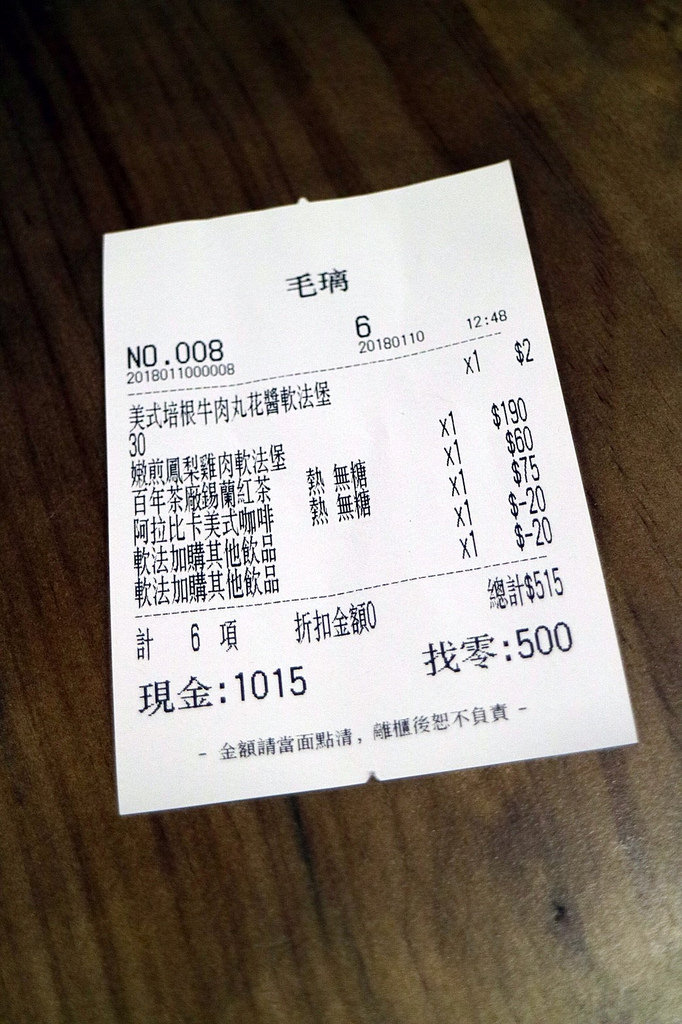 毛璃
NO.008 6 12:48
2018011000008 20180110
美式培根牛肉丸花醬軟法堡 x1 $2
30
嫩煎鳳梨雞肉軟法堡 x1 $190
百年茶廠錫蘭紅茶 熱 無糖 x1 $60
阿拉比卡美式咖啡 熱 無糖 x1 $75
軟法加購其他飲品 x1 $-20
軟法加購其他飲品 x1 $-20
計 6 項 折扣金額0 總計$515
現金:1015 找零:500
- 金額請當面點清, 離櫃後恕不負責 -